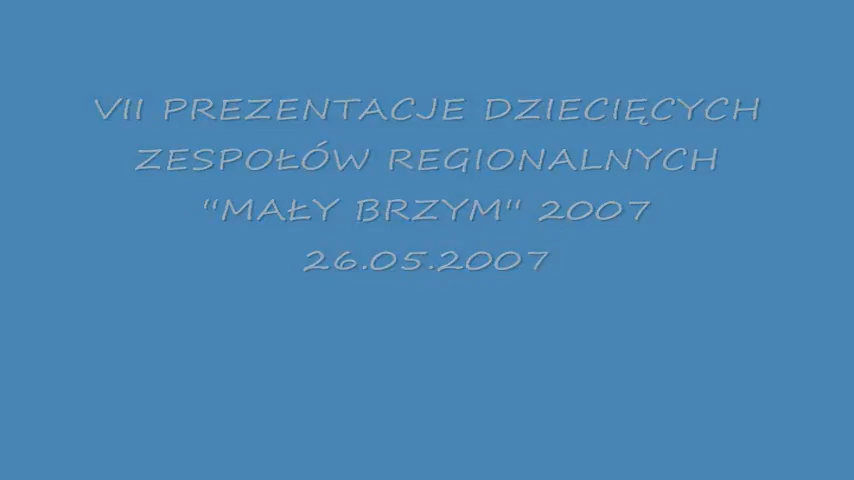 VII PREZENTACJE DZIECIĘCYCH
ZESPOŁÓW REGIONALNYCH
"MAŁY BRZYM" 2007
26.05.2007